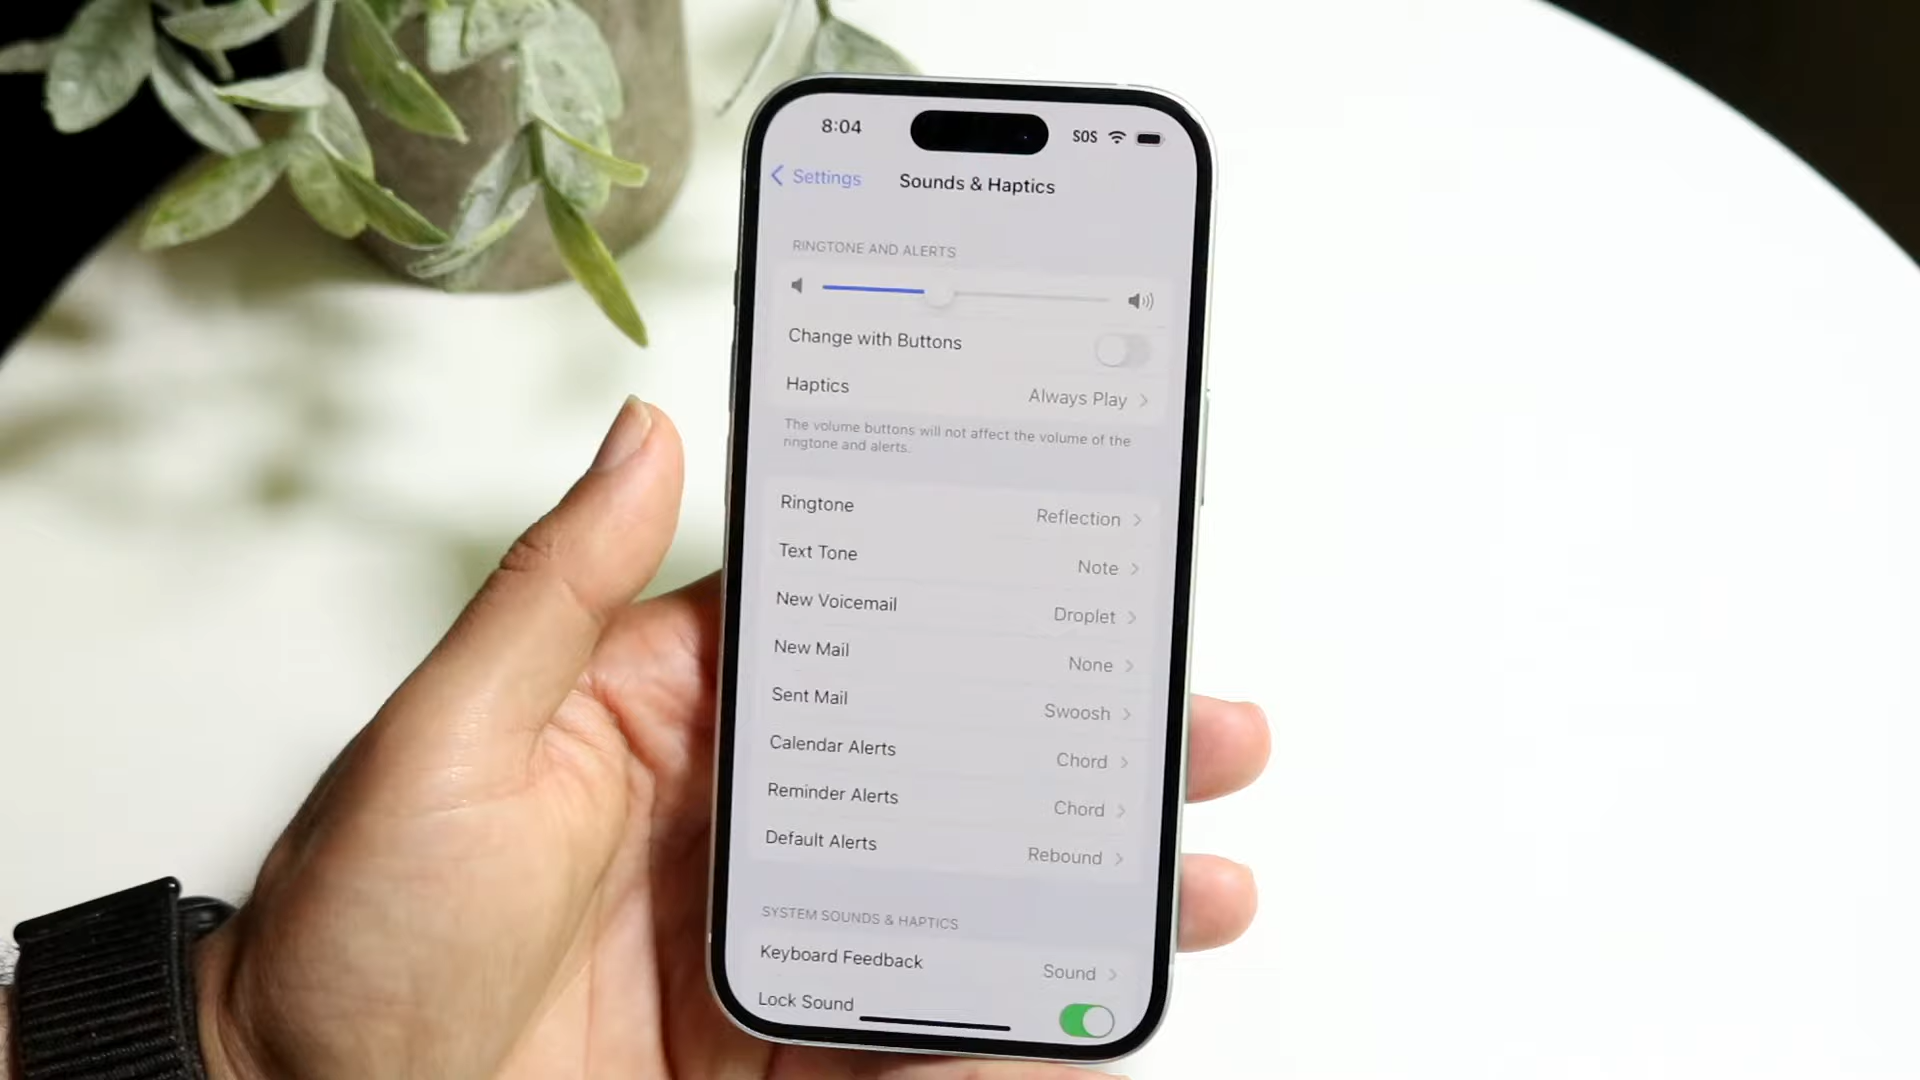 8:04
SOS
Settings
Sounds & Haptics
RINGTONE AND ALERTS
Change with Buttons
Haptics Always Play
The volume buttons will not affect the volume of the
ringtone and alerts.
Ringtone Reflection
Text Tone Note
New Voicemail Droplet
New Mail None
Sent Mail Swoosh
Calendar Alerts Chord
Reminder Alerts Chord
Default Alerts Rebound
SYSTEM SOUNDS & HAPTICS
Keyboard Feedback Sound
Lock Sound